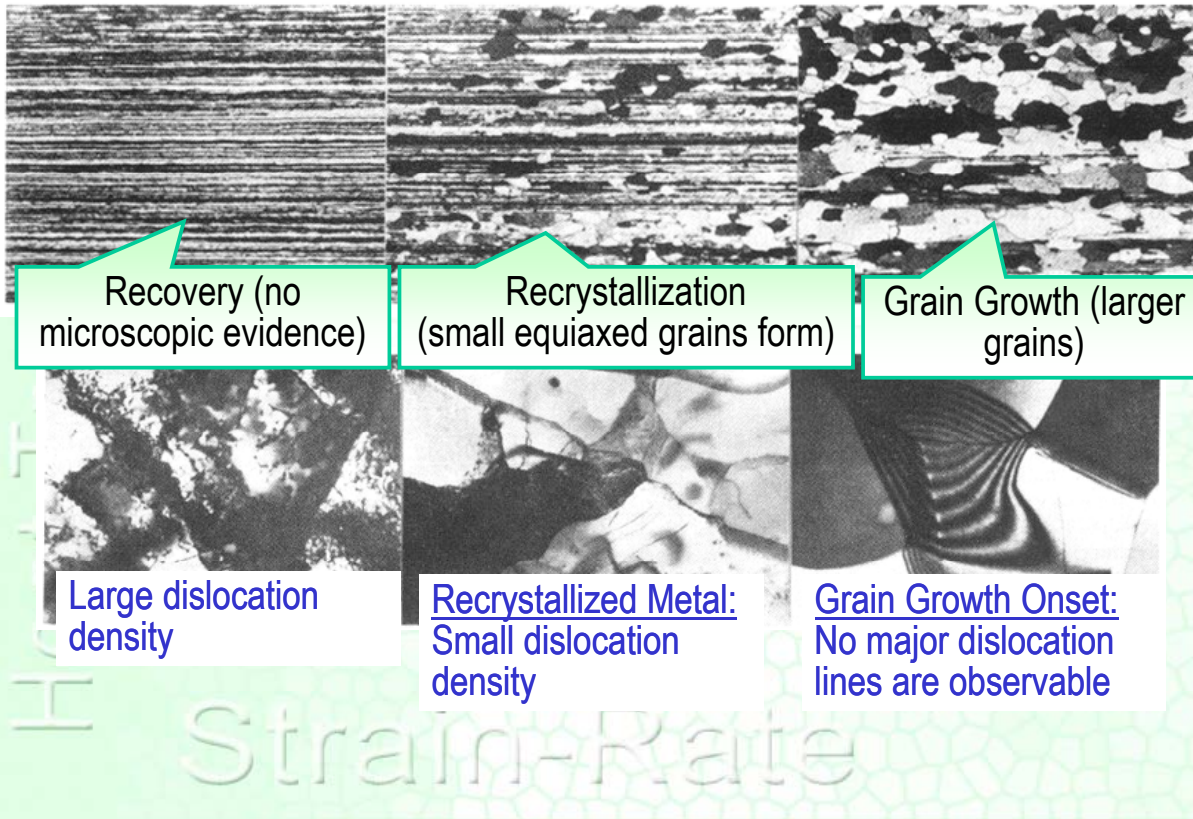 Recovery (no
microscopic evidence)
Recrystallization
(small equiaxed grains form)
Grain Growth (larger
grains)
Large dislocation
density
Recrystallized Metal:
Small dislocation
density
Grain Growth Onset:
No major dislocation
lines are observable
Strain-Rate